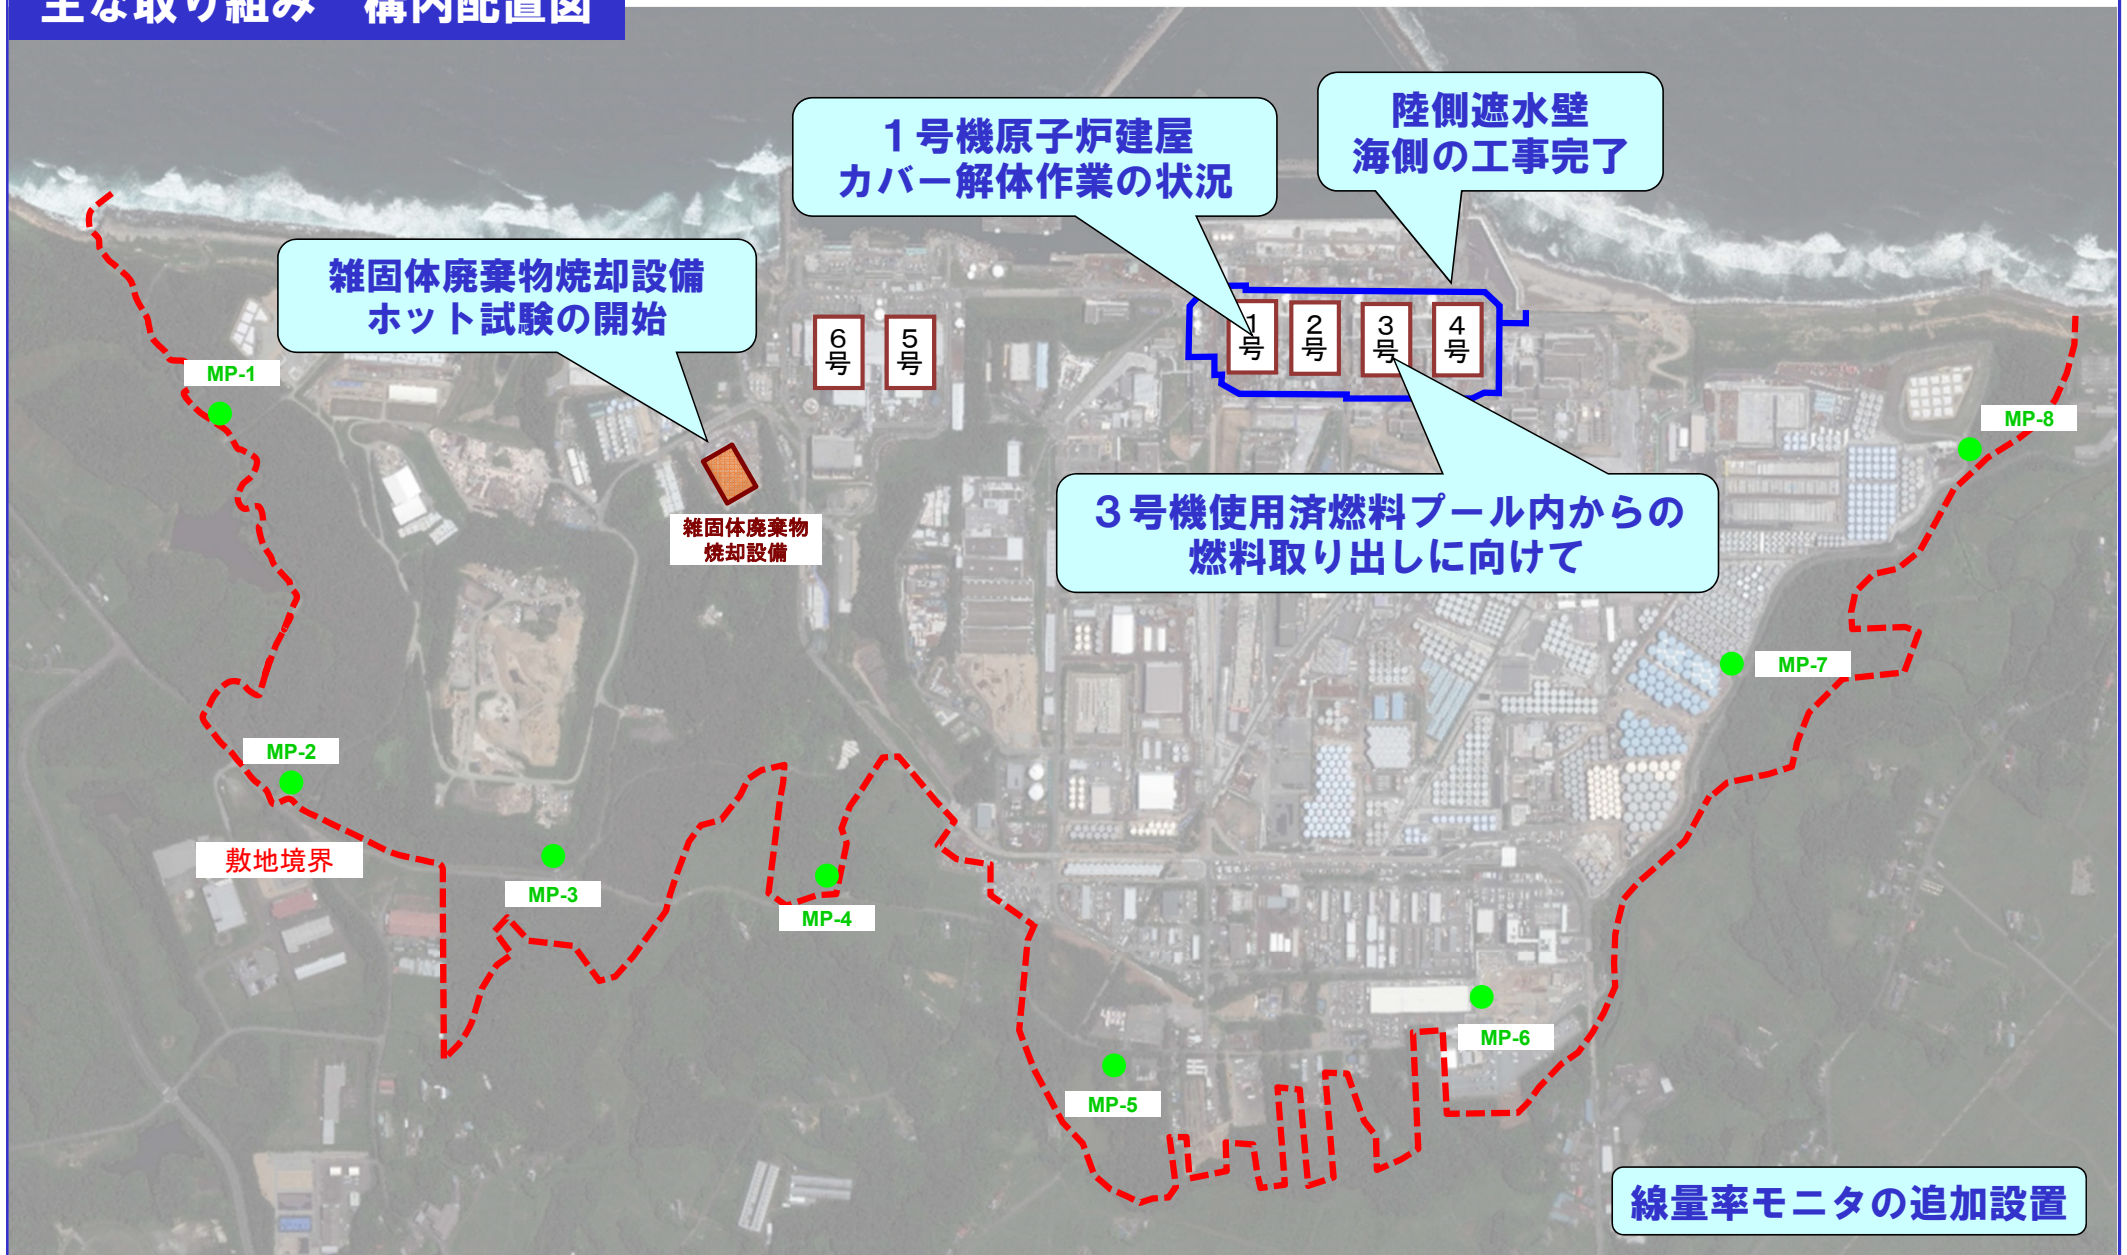 主な取り組み 構内配置図
陸側遮水壁
海側の工事完了
1号機原子炉建屋
カバー解体作業の状況
雑固体廃棄物焼却設備
ホット試験の開始
6号
5号
1号
2号
3号
4号
MP-1
MP-8
3号機使用済燃料プール内からの
燃料取り出しに向けて
雑固体廃棄物
焼却設備
MP-7
MP-2
敷地境界
MP-3
MP-4
MP-6
MP-5
線量率モニタの追加設置